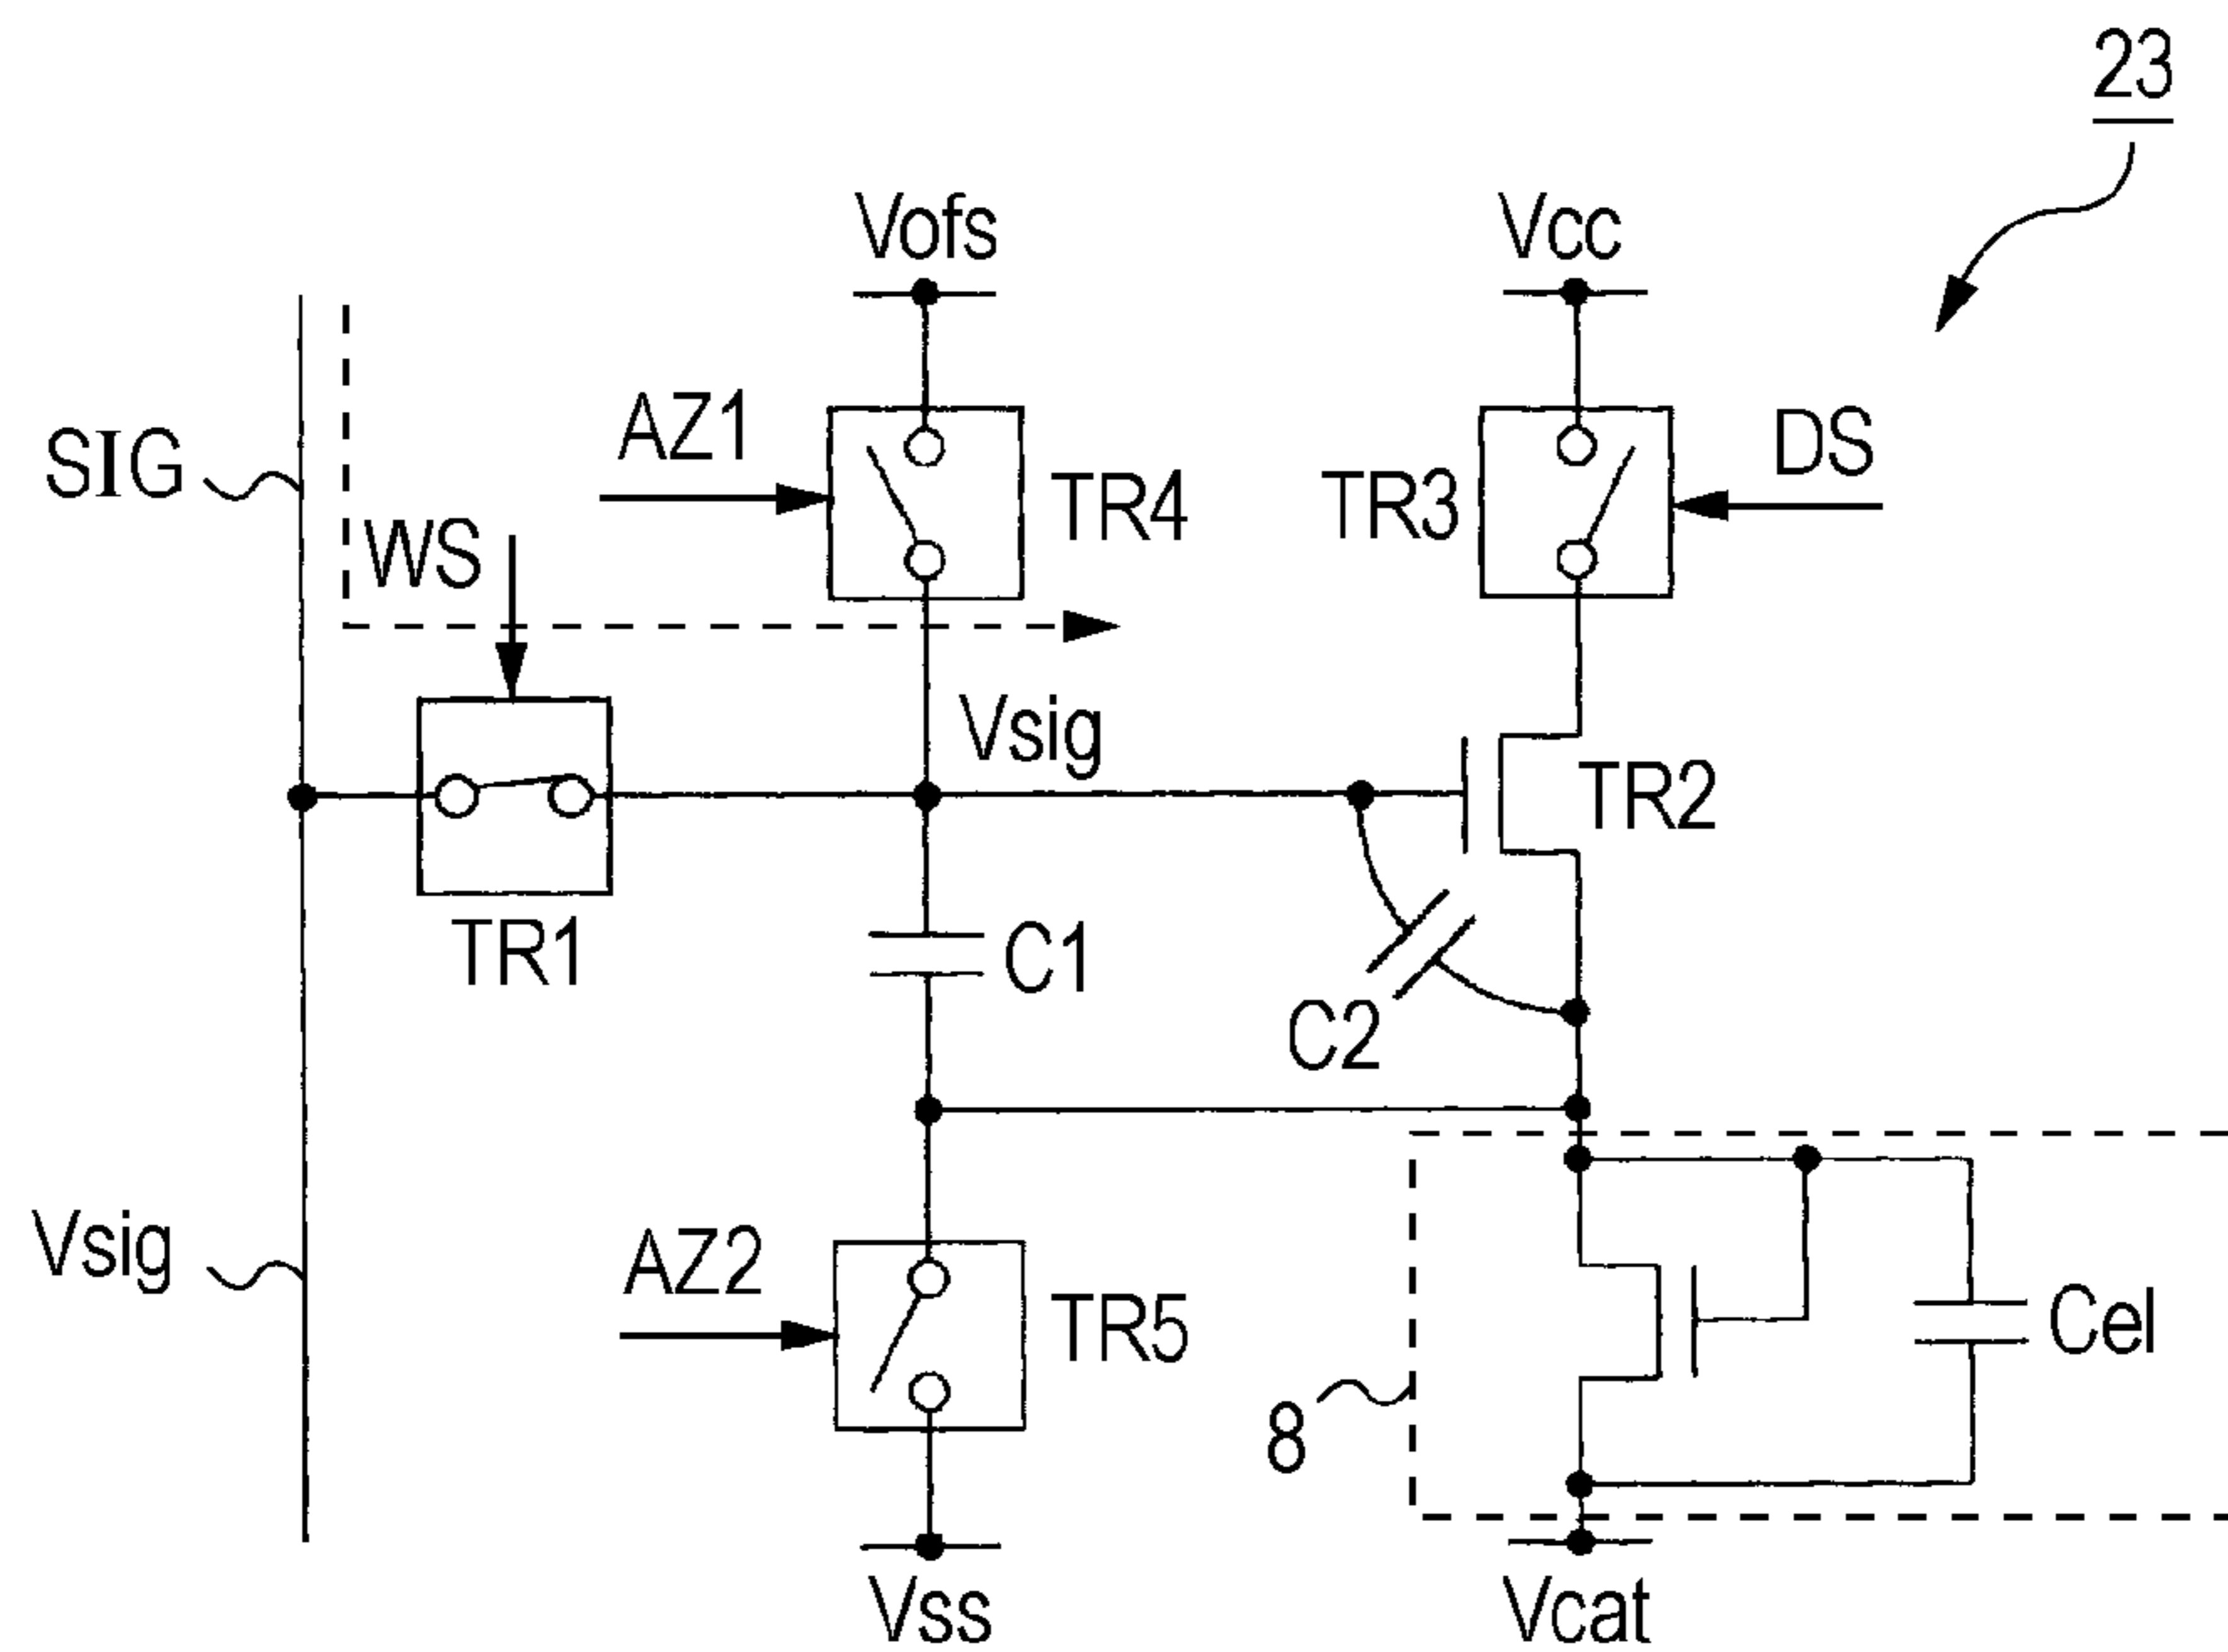 23
Vofs
Vcc
AZ1
DS
SIG
TR4
TR3
WS
Vsig
TR2
TR1
C1
C2
Vsig
AZ2
TR5
Cel
8
Vss
Vcat